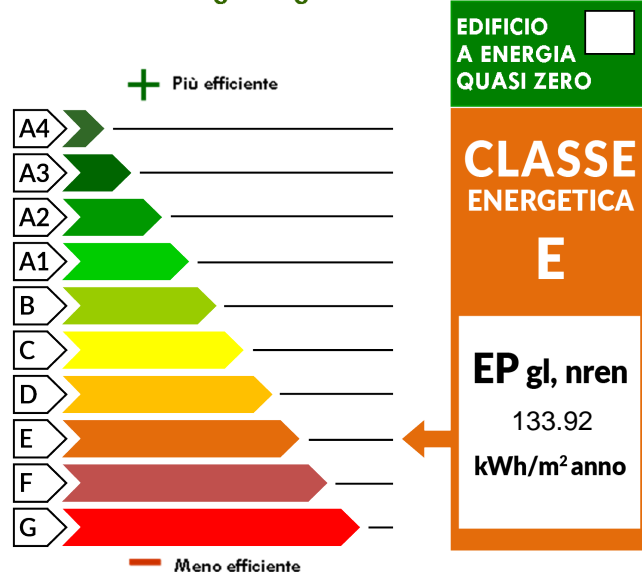 EDIFICIO
A ENERGIA
QUASI ZERO
Più efficiente
A4
A3
A2
A1
B
C
D
E
F
G
Meno efficiente
CLASSE
ENERGETICA
E
EP gl, nren
133.92
kWh/m² anno